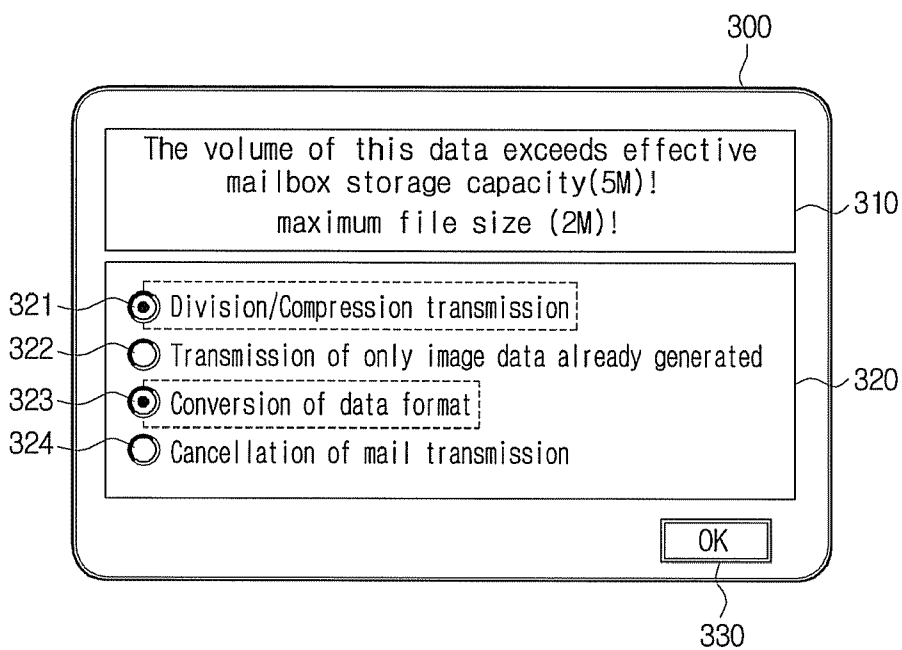 300
The volume of this data exceeds effective
mailbox storage capacity(5M)!
maximum file size (2M)!
310
321
Division/Compression transmission
322
Transmission of only image data already generated
320
323
Conversion of data format
324
Cancellation of mail transmission
OK
330